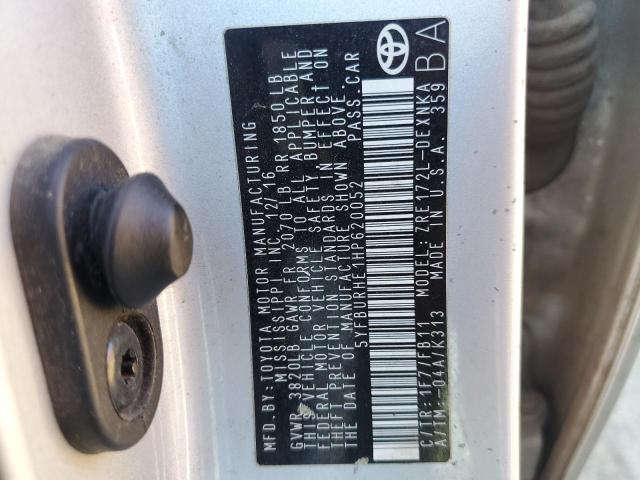 MFD. BY: TOYOTA MOTOR MANUFACTURING
MISSISSIPPI INC. 12/16
GVWR 3820LB GAWR FR 2070 LB RR 1850 LB
THIS VEHICLE CONFORMS TO ALL APPLICABLE
FEDERAL MOTOR VEHICLE SAFETY, BUMPER AND
THEFT PREVENTION STANDARDS IN EFFECT ON
THE DATE OF MANUFACTURE SHOWN ABOVE.
5YFBURHE1HP620052 PASS.CAR
C/TR: 1F7/FB11 MODEL: ZRE172L-DEXNKA
A/TM: -04A/K313 MADE IN U.S.A. 359
BA